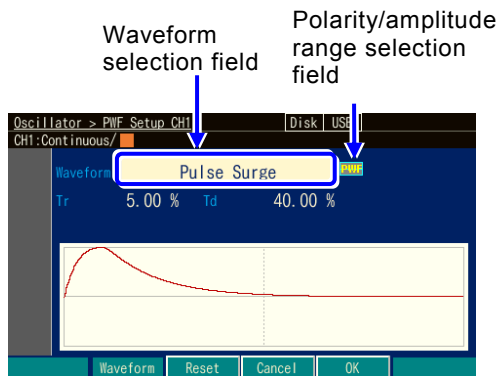 Waveform
selection field
Polarity/amplitude
range selection
field
Oscillator > PWF Setup CH1
Disk USB
CH1:Continuous/
Waveform Pulse Surge PWF
Tr 5.00 % Td 40.00 %
Waveform Reset Cancel OK